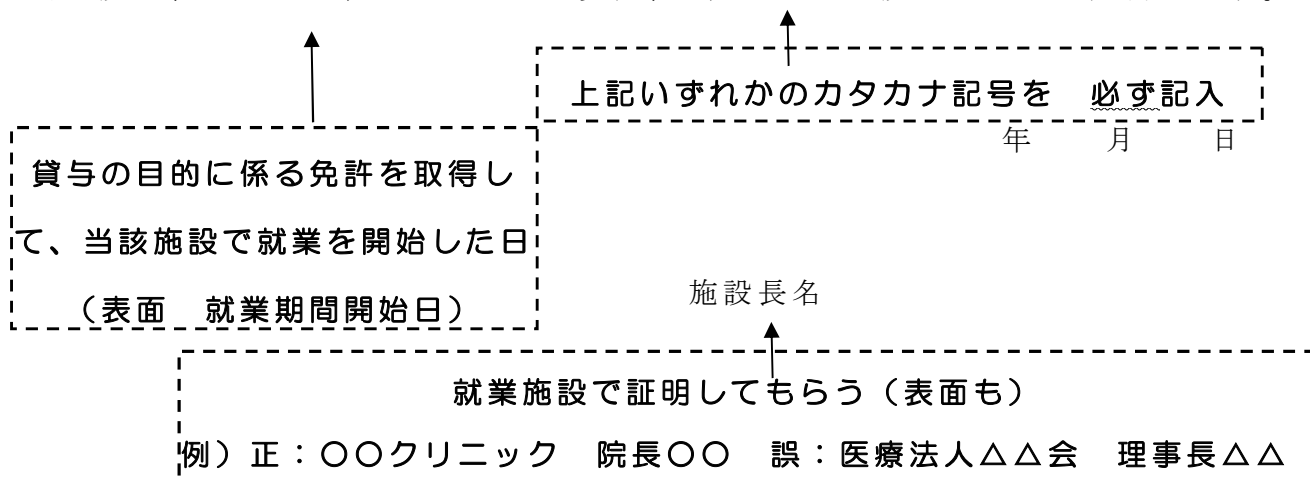 上記いずれかのカタカナ記号を　必ず記入
年　　月　　日
貸与の目的に係る免許を取得し
て、当該施設で就業を開始した日
（表面　就業期間開始日）
施設長名
就業施設で証明してもらう（表面も）
例）正：〇〇クリニック　院長〇〇　誤：医療法人△△会　理事長△△